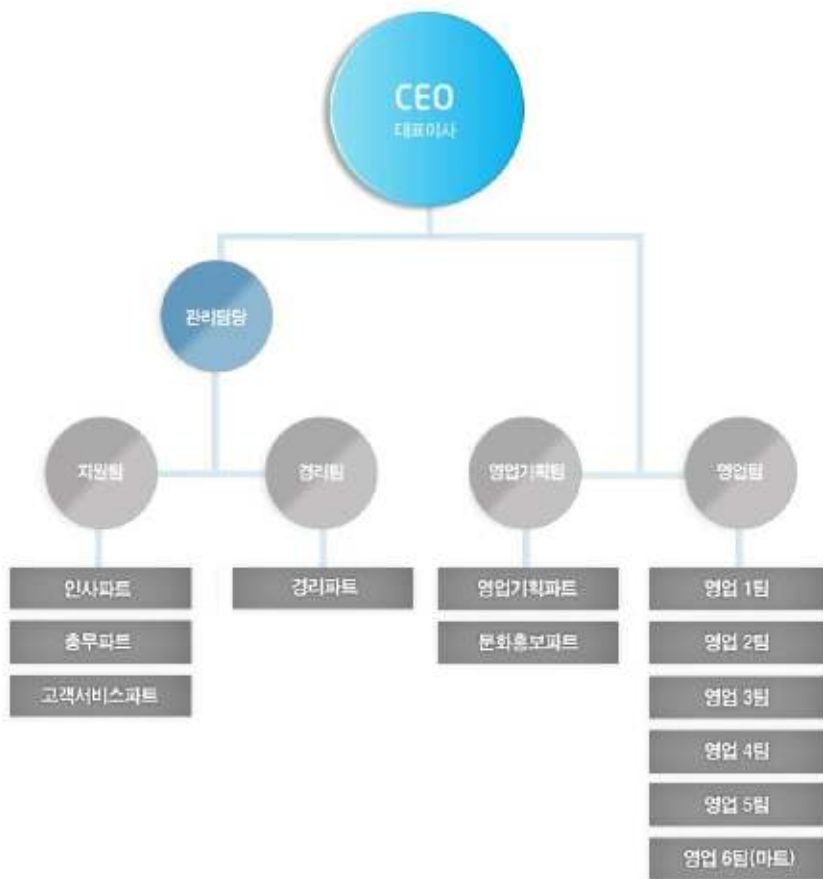 CEO
대표이사
관리담당
지원팀
경리팀
영업기획팀
영업팀
인사파트
총무파트
고객서비스파트
경리파트
영업기획파트
문화홍보파트
영업 1팀
영업 2팀
영업 3팀
영업 4팀
영업 5팀
영업 6팀(마트)